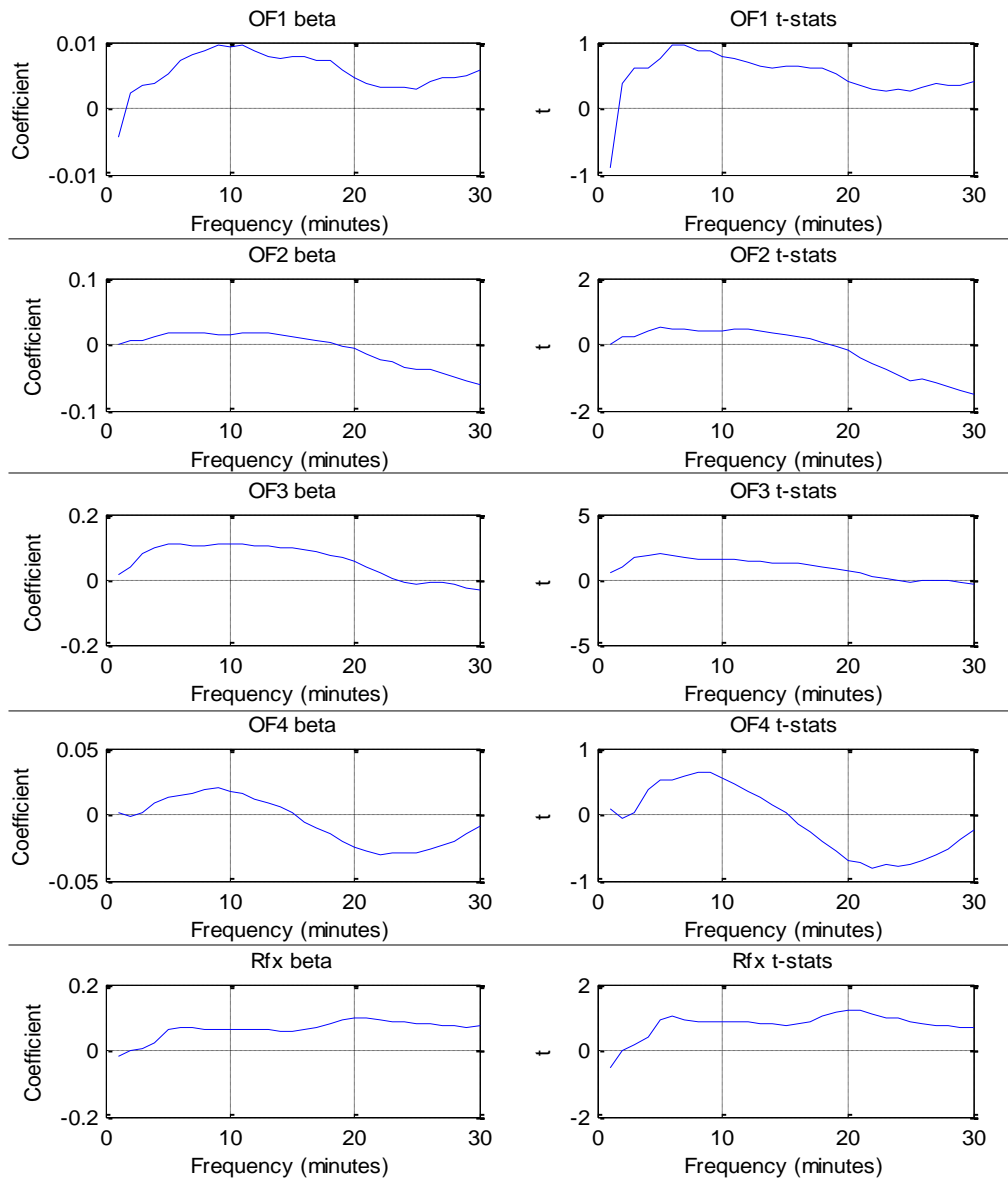 OF1 beta
OF1 t-stats
0.01
0
-0.01
Coefficient
0 10 20 30
Frequency (minutes)
1
0
-1
t
0 10 20 30
Frequency (minutes)
OF2 beta
OF2 t-stats
0.1
0
-0.1
Coefficient
0 10 20 30
Frequency (minutes)
2
0
-2
t
0 10 20 30
Frequency (minutes)
OF3 beta
OF3 t-stats
0.2
0
-0.2
Coefficient
0 10 20 30
Frequency (minutes)
5
0
-5
t
0 10 20 30
Frequency (minutes)
OF4 beta
OF4 t-stats
0.05
0
-0.05
Coefficient
0 10 20 30
Frequency (minutes)
1
0
-1
t
0 10 20 30
Frequency (minutes)
Rfx beta
Rfx t-stats
0.2
0
-0.2
Coefficient
0 10 20 30
Frequency (minutes)
2
0
-2
t
0 10 20 30
Frequency (minutes)